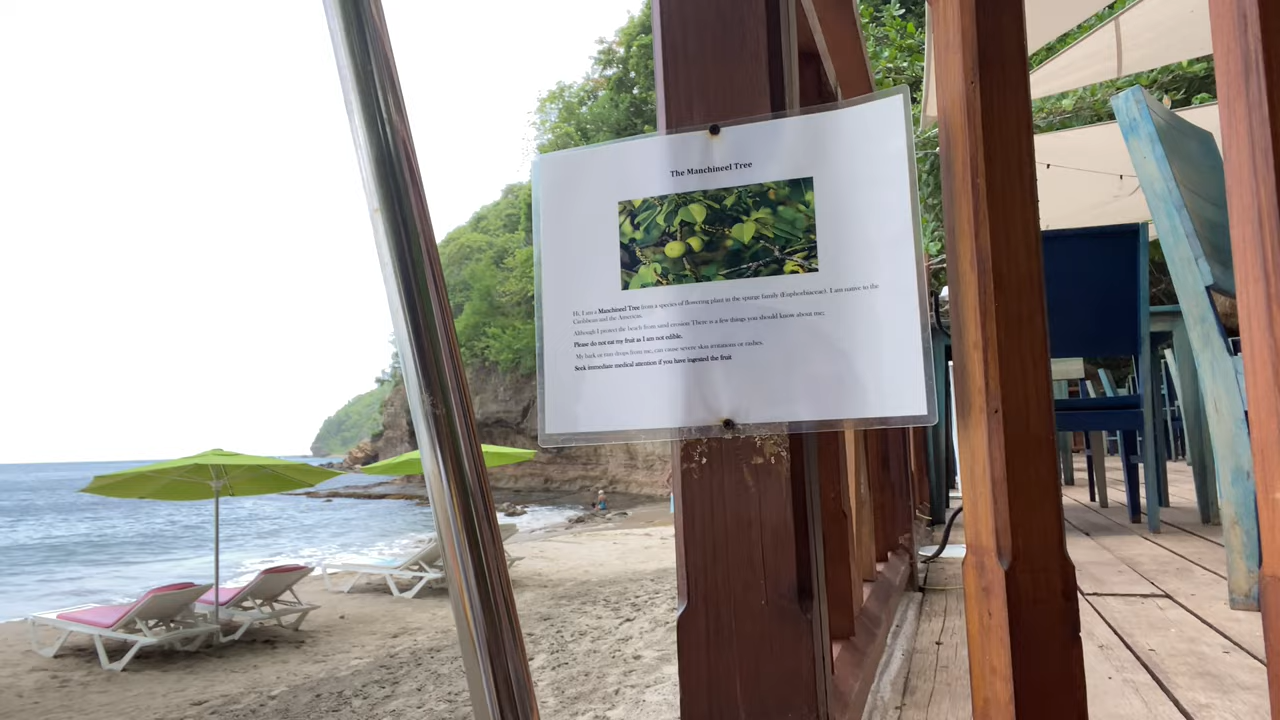 The Manchineel Tree
Hi, I am a Manchineel Tree from a species of flowering plant in the spurge family (Euphorbiaceae). I am native to the
Caribbean and the Americas.
Although I protect the beach from sand erosion There is a few things you should know about me;
Please do not eat my fruit as I am not edible.
My bark or rain drops from me, can cause severe skin irritations or rashes.
Seek immediate medical attention if you have ingested the fruit